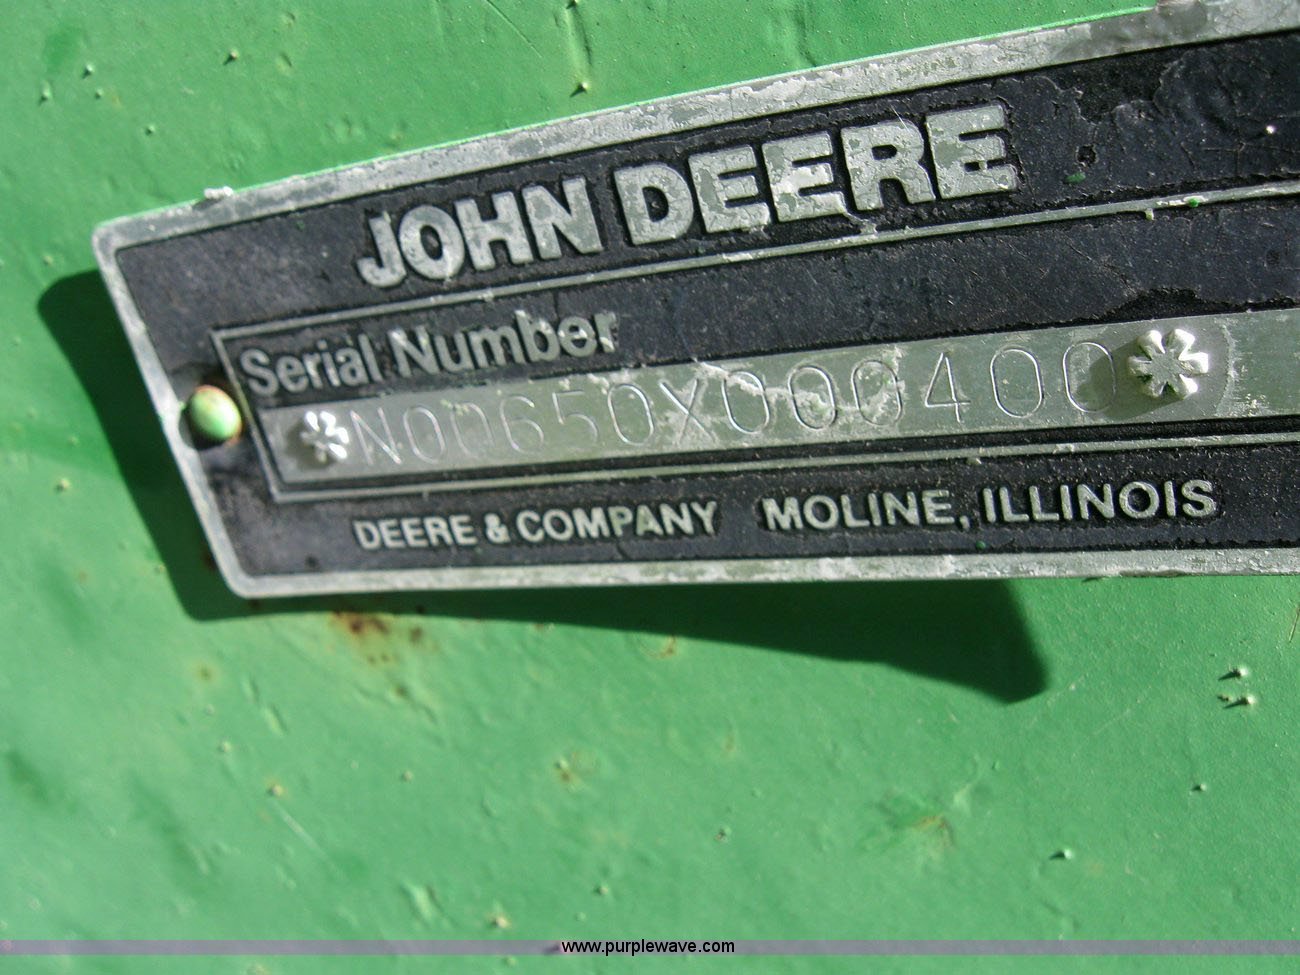 JOHN DEERE
Serial Number
*N00650X000400*
DEERE & COMPANY MOLINE, ILLINOIS
www.purplewave.com